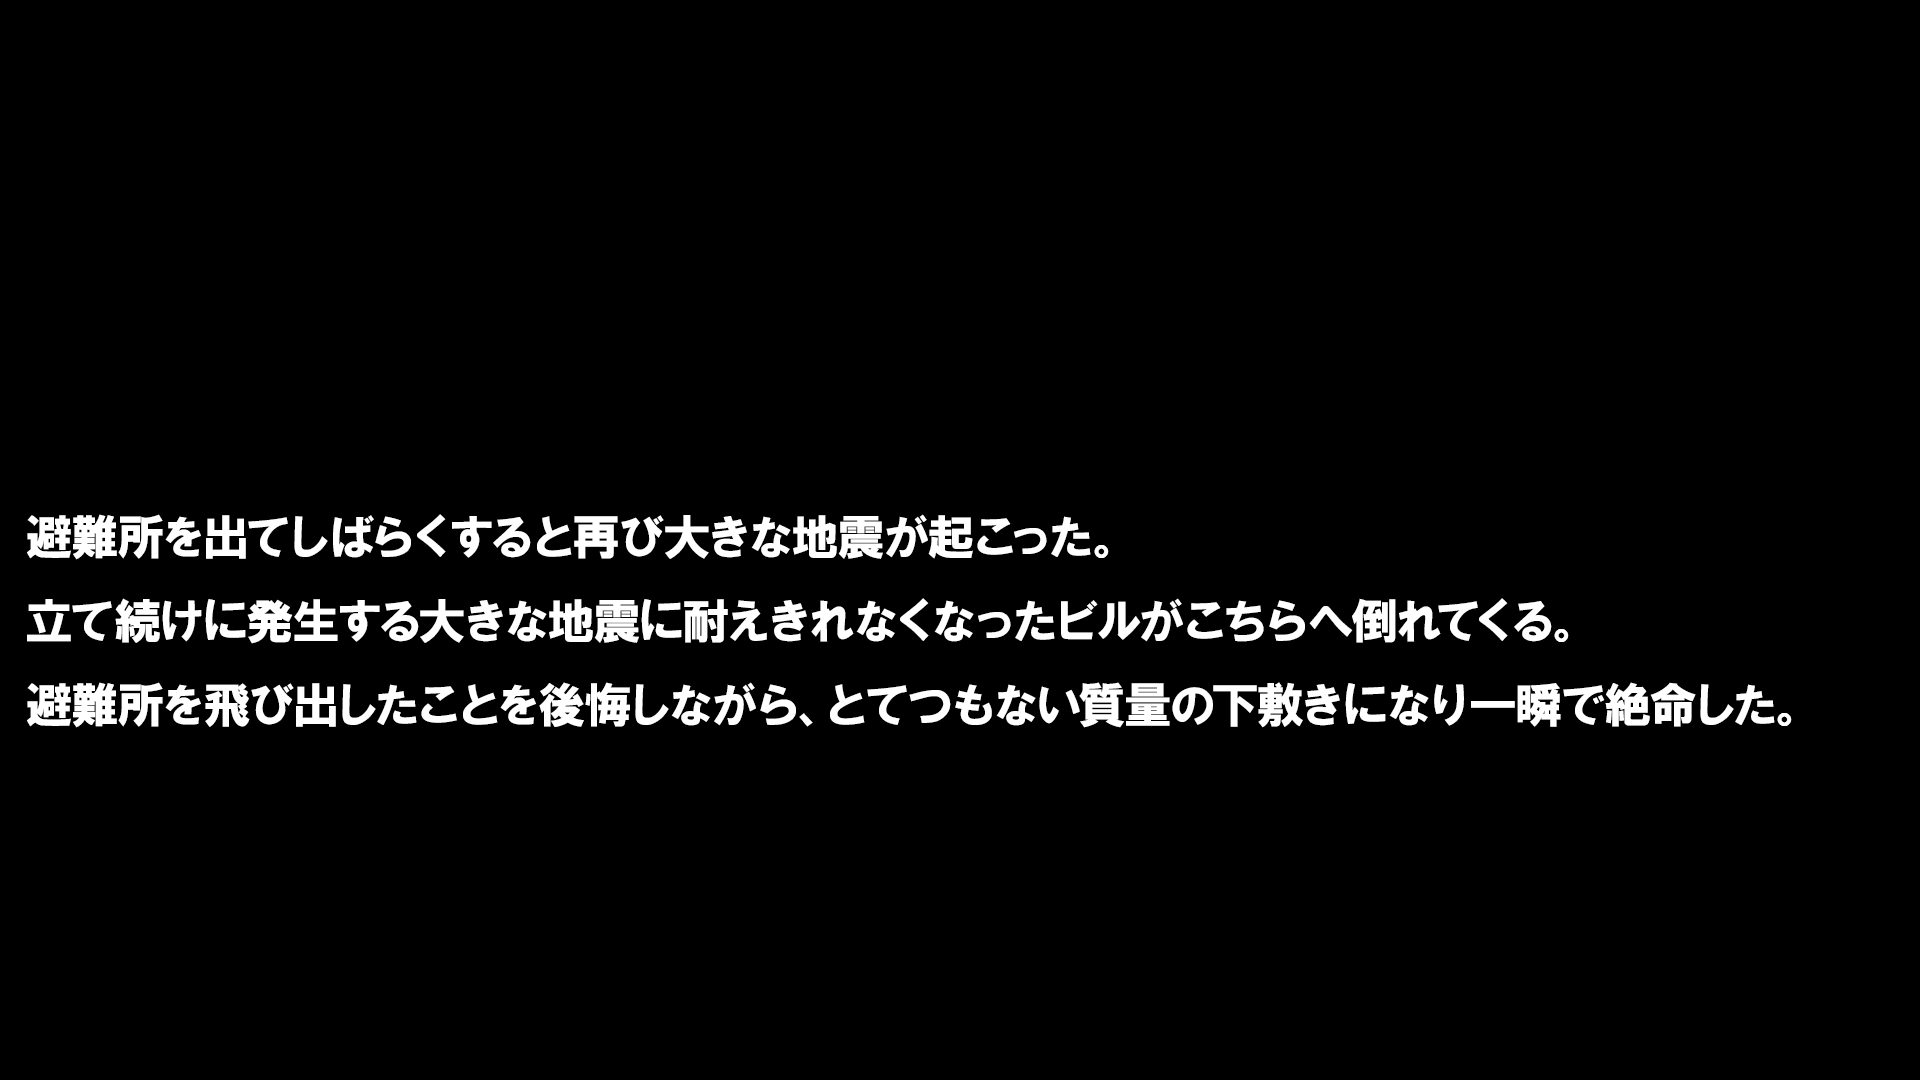 避難所を出てしばらくすると再び大きな地震が起こった。
立て続けに発生する大きな地震に耐えきれなくなったビルがこちらへ倒れてくる。
避難所を飛び出したことを後悔しながら、とてつもない質量の下敷きになり一瞬で絶命した。